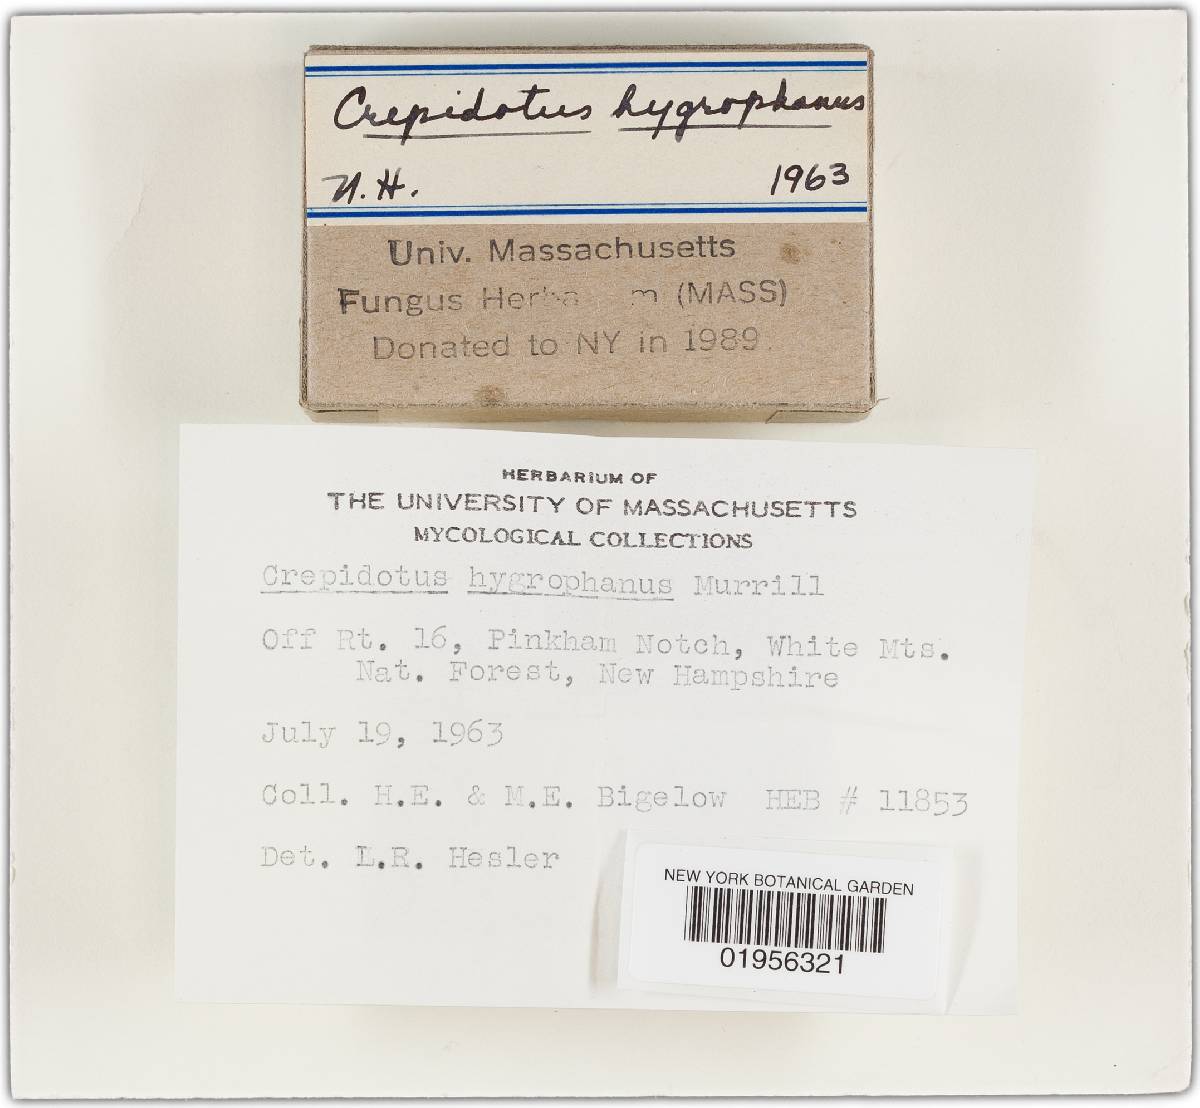 Crepidotus hygrophanus
N.H. 1963
Univ. Massachusetts
Fungus Herba m (MASS)
Donated to NY in 1989.
HERBARIUM OF
THE UNIVERSITY OF MASSACHUSETTS
MYCOLOGICAL COLLECTIONS
Crepidotus hygrophanus Murrill
Off Rt. 16, Pinkham Notch, White Mts.
Nat. Forest, New Hampshire
July 19, 1963
Coll. H.E. & M.E. Bigelow HEB # 11853
Det. L.R. Hesler
NEW YORK BOTANICAL GARDEN
01956321